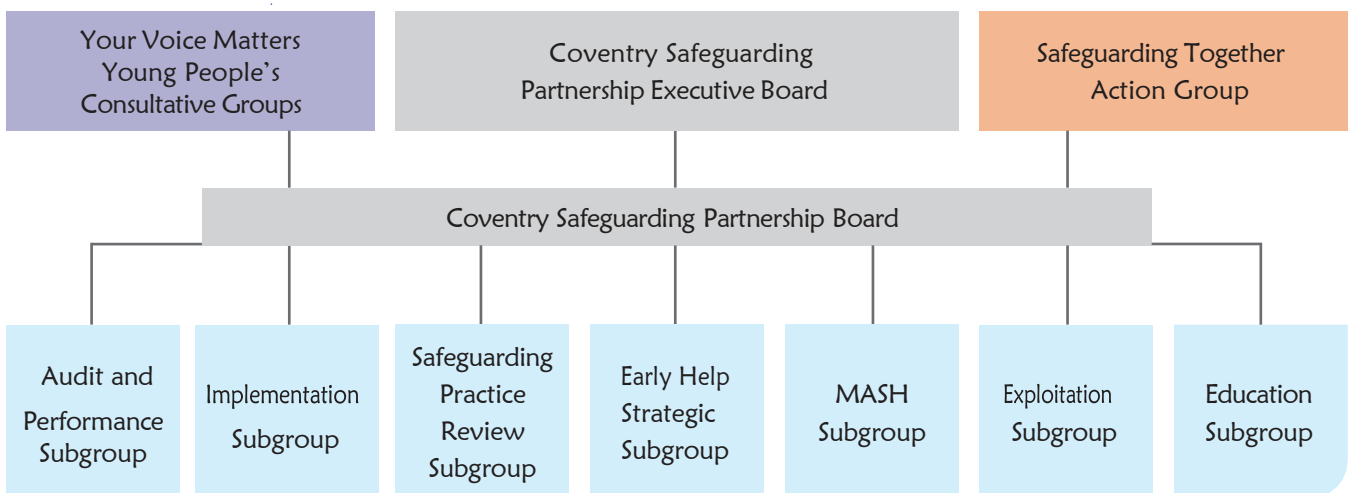 Your Voice Matters
Young People's
Consultative Groups
Coventry Safeguarding
Partnership Executive Board
Safeguarding Together
Action Group
Coventry Safeguarding Partnership Board
Audit and
Performance
Subgroup
Implementation
Subgroup
Safeguarding
Practice
Review
Subgroup
Early Help
Strategic
Subgroup
MASH
Subgroup
Exploitation
Subgroup
Education
Subgroup